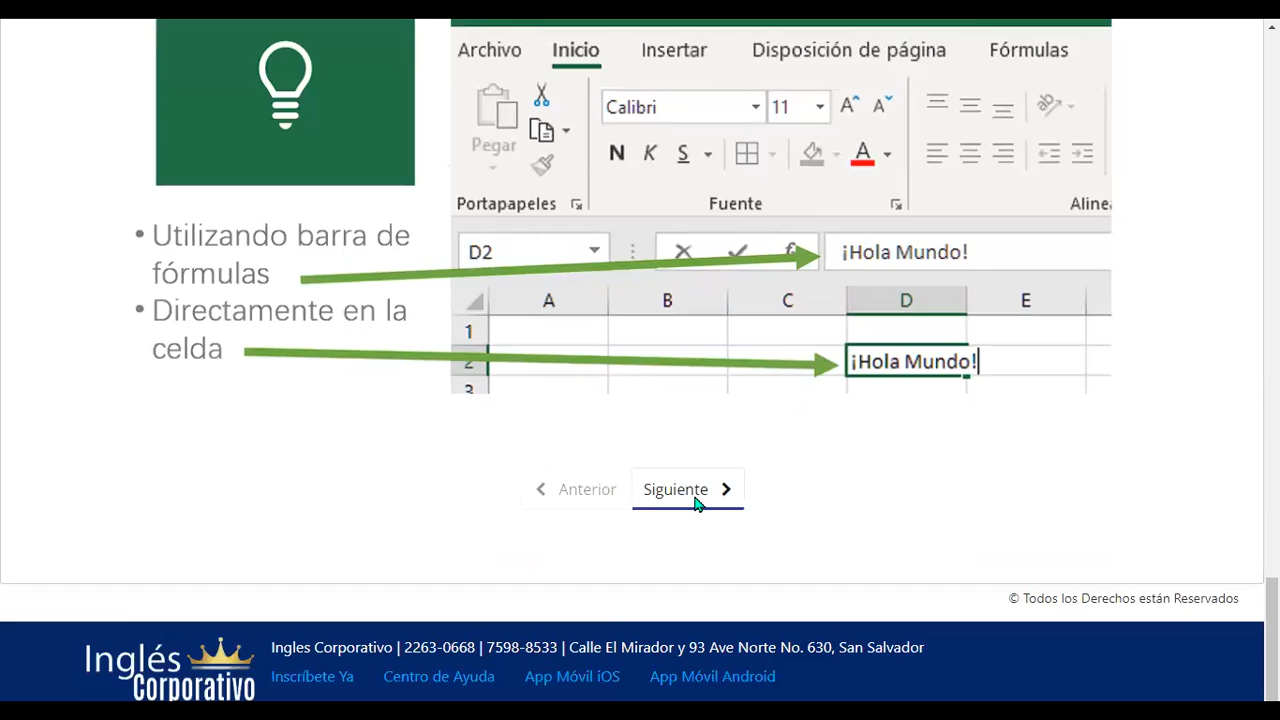 Archivo Inicio Insertar Disposición de página Fórmulas
Calibri 11 A A
Pegar
N K S A
Portapapeles Fuente Alinea
• Utilizando barra de
fórmulas
• Directamente en la
celda
D2 ¡Hola Mundo!
A B C D E
1
2 ¡Hola Mundo!
3
Anterior Siguiente
© Todos los Derechos están Reservados
Inglés
Corporativo
Ingles Corporativo | 2263-0668 | 7598-8533 | Calle El Mirador y 93 Ave Norte No. 630, San Salvador
Inscríbete Ya Centro de Ayuda App Móvil iOS App Móvil Android